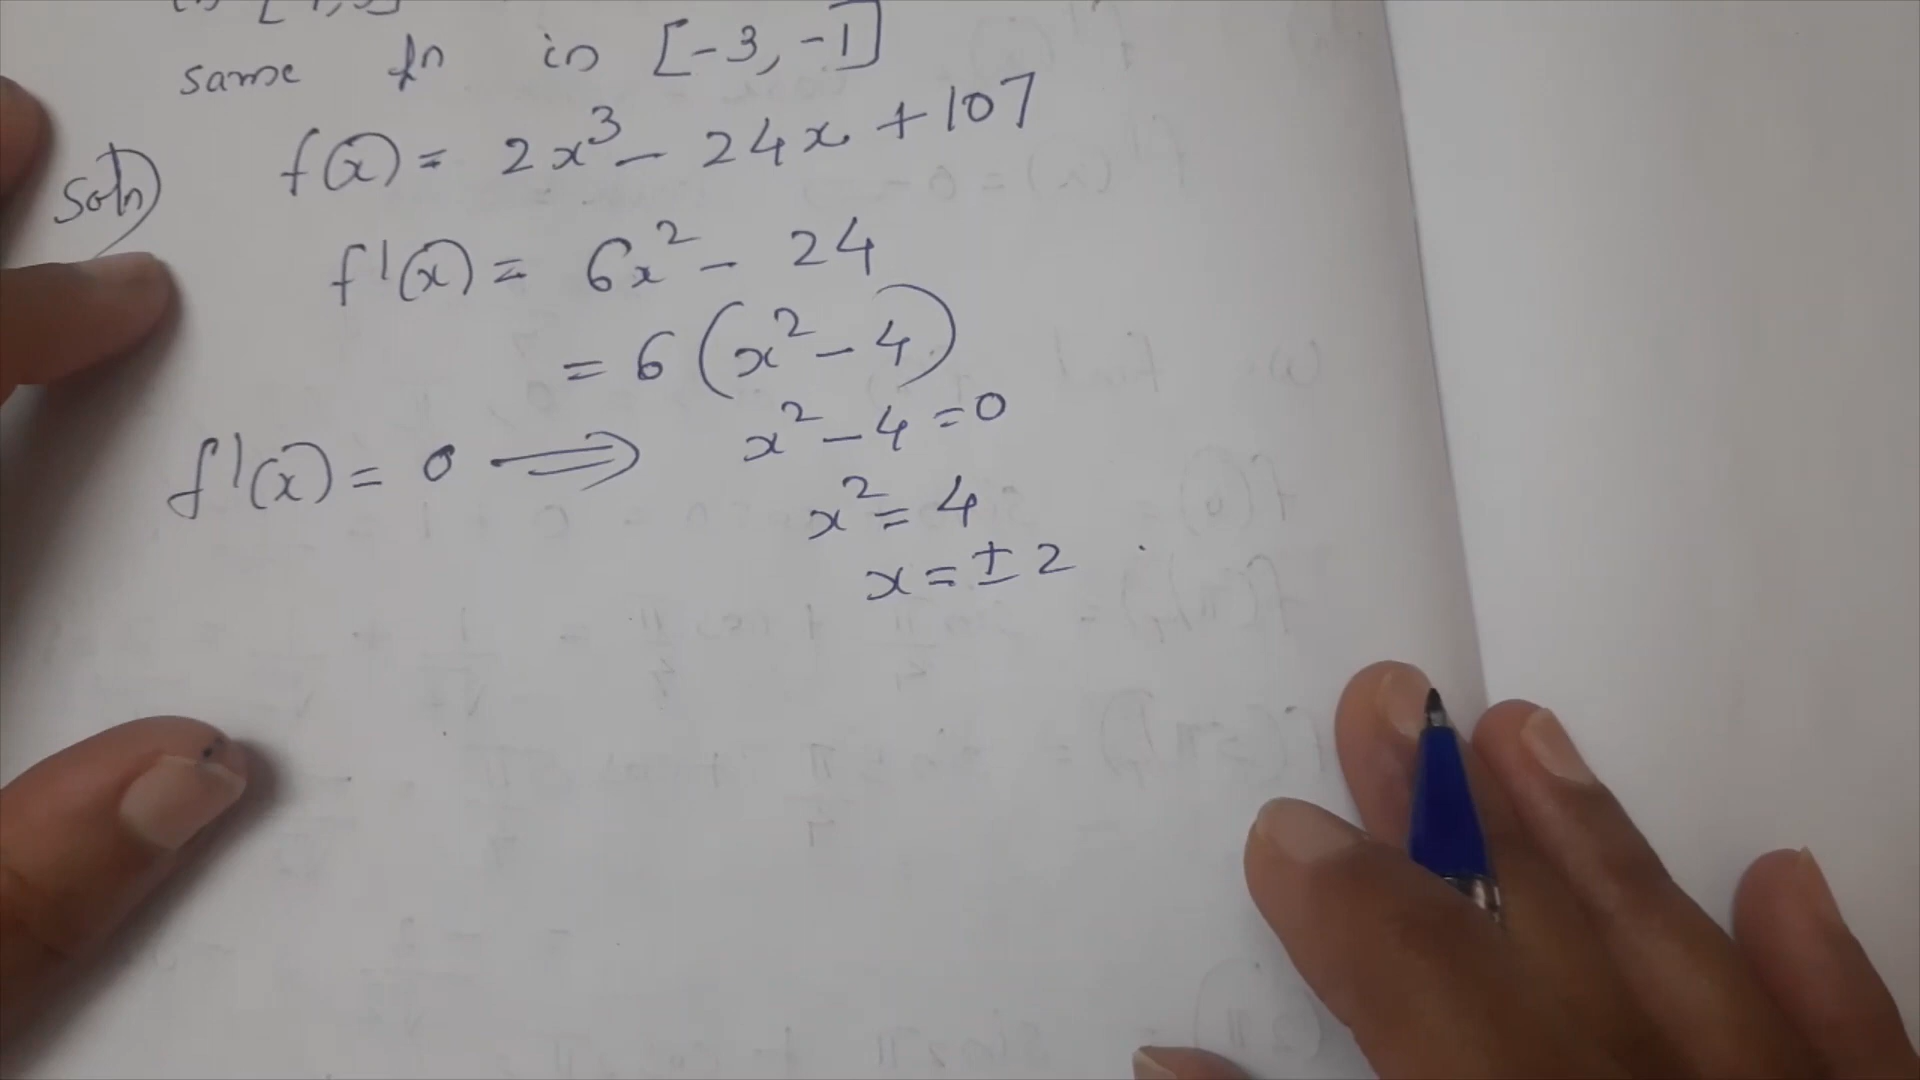 same fn in [-3, -1]
Soln) f(x) = 2x³ - 24x + 107
f'(x) = 6x² - 24
= 6(x² - 4)
f'(x) = 0 ⟹ x² - 4 = 0
x² = 4
x = ± 2